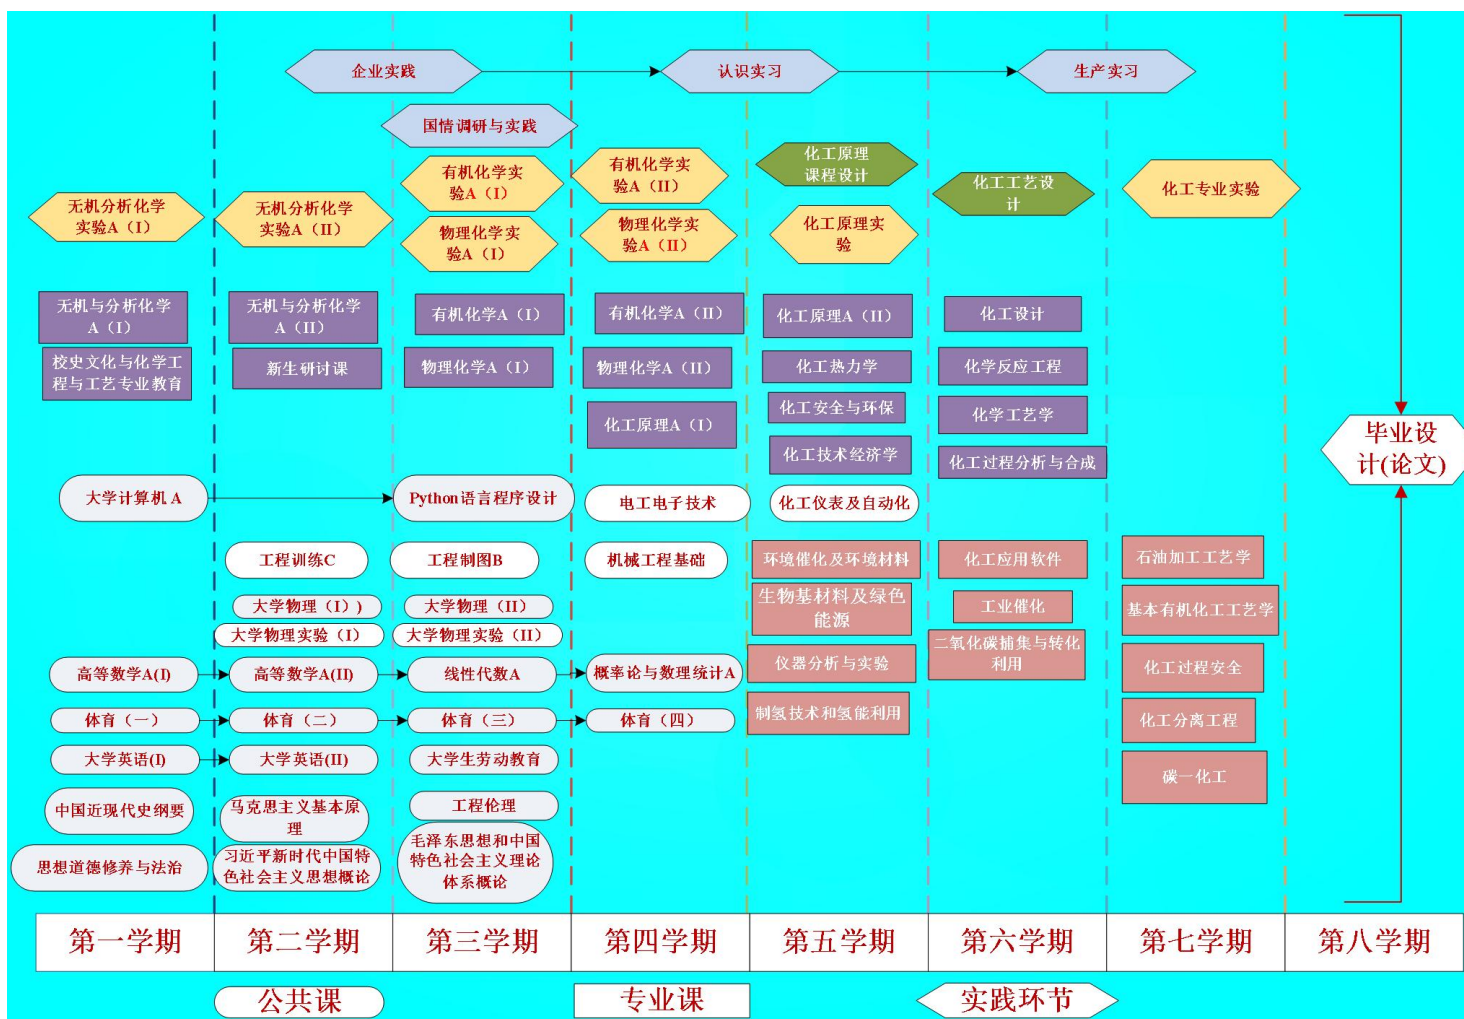 企业实践
认识实习
生产实习
国情调研与实践
无机分析化学
实验A（I）
无机分析化学
实验A（II）
有机化学实
验A（I）
物理化学实
验A（I）
有机化学实
验A（II）
物理化学实
验A（II）
化工原理
课程设计
化工原理实
验
化工工艺设
计
化工专业实验
无机与分析化学
A（I）
无机与分析化学
A（II）
有机化学A（I）
有机化学A（II）
化工原理A（II）
化工设计
校史文化与化学工
程与工艺专业教育
新生研讨课
物理化学A（I）
物理化学A（II）
化工热力学
化学反应工程
化工原理A（I）
化工安全与环保
化学工艺学
化工技术经济学
化工过程分析与合成
毕业设
计(论文)
大学计算机 A
Python语言程序设计
电工电子技术
化工仪表及自动化
工程训练C
工程制图B
机械工程基础
环境催化及环境材料
化工应用软件
石油加工工艺学
大学物理（I）)
大学物理（II）
生物基材料及绿色
能源
工业催化
基本有机化工工艺学
大学物理实验（I）
大学物理实验（II）
二氧化碳捕集与转化
利用
高等数学A(I)
高等数学A(II)
线性代数A
概率论与数理统计A
仪器分析与实验
化工过程安全
体育（一）
体育（二）
体育（三）
体育（四）
制氢技术和氢能利用
化工分离工程
大学英语(I)
大学英语(II)
大学生劳动教育
碳一化工
中国近现代史纲要
马克思主义基本原
理
工程伦理
思想道德修养与法治
习近平新时代中国特
色社会主义思想概论
毛泽东思想和中国
特色社会主义理论
体系概论
第一学期
第二学期
第三学期
第四学期
第五学期
第六学期
第七学期
第八学期
公共课
专业课
实践环节